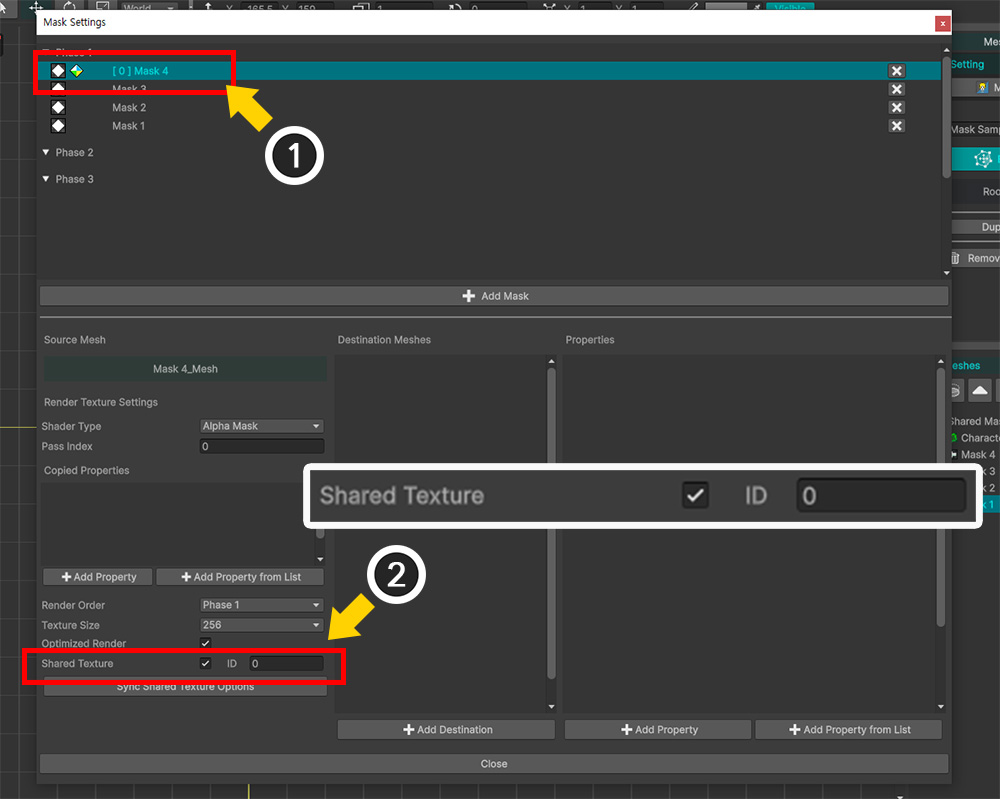 World
X 165.5 Y 159
1
0
X 1 Y 1
Visible
Mask Settings
x
Phase 1
[ 0 ] Mask 4
Mask 3
Mask 2
Mask 1
1
Phase 2
Phase 3
Add Mask
Source Mesh
Destination Meshes
Properties
Mask 4_Mesh
Render Texture Settings
Shader Type
Alpha Mask
Pass Index
0
Copied Properties
Shared Texture
ID
0
Add Property
Add Property from List
2
Render Order
Phase 1
Texture Size
256
Optimized Render
Shared Texture
ID
0
Sync Shared Texture Options
Add Destination
Add Property
Add Property from List
Close
Setting
Mask Samp
Roo
Dup
Remov
eshes
Shared Mas
Characte
Mask 4
k 3
k 2
k 1